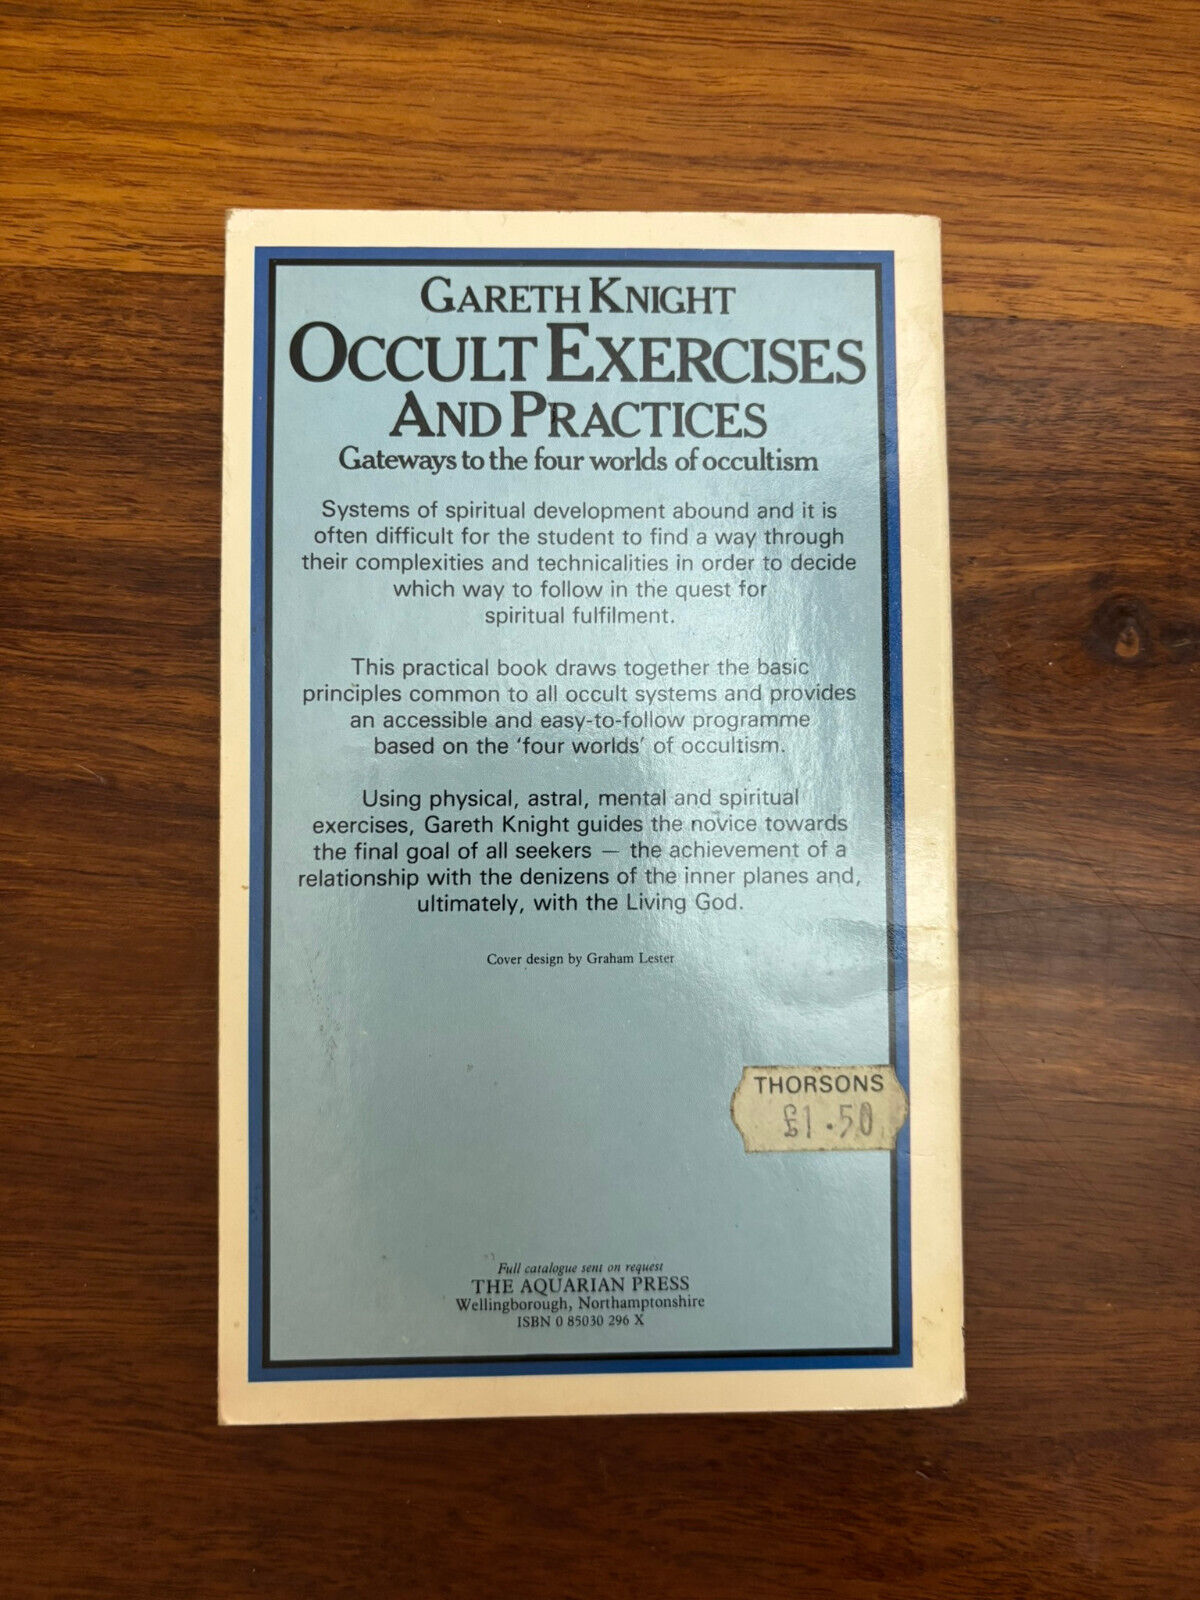 GARETH KNIGHT
OCCULT EXERCISES
AND PRACTICES
Gateways to the four worlds of occultism
Systems of spiritual development abound and it is
often difficult for the student to find a way through
their complexities and technicalities in order to decide
which way to follow in the quest for
spiritual fulfilment.
This practical book draws together the basic
principles common to all occult systems and provides
an accessible and easy-to-follow programme
based on the ‘four worlds’ of occultism.
Using physical, astral, mental and spiritual
exercises, Gareth Knight guides the novice towards
the final goal of all seekers — the achievement of a
relationship with the denizens of the inner planes and,
ultimately, with the Living God.
Cover design by Graham Lester
THORSONS
£1.50
Full catalogue sent on request
THE AQUARIAN PRESS
Wellingborough, Northamptonshire
ISBN 0 85030 296 X